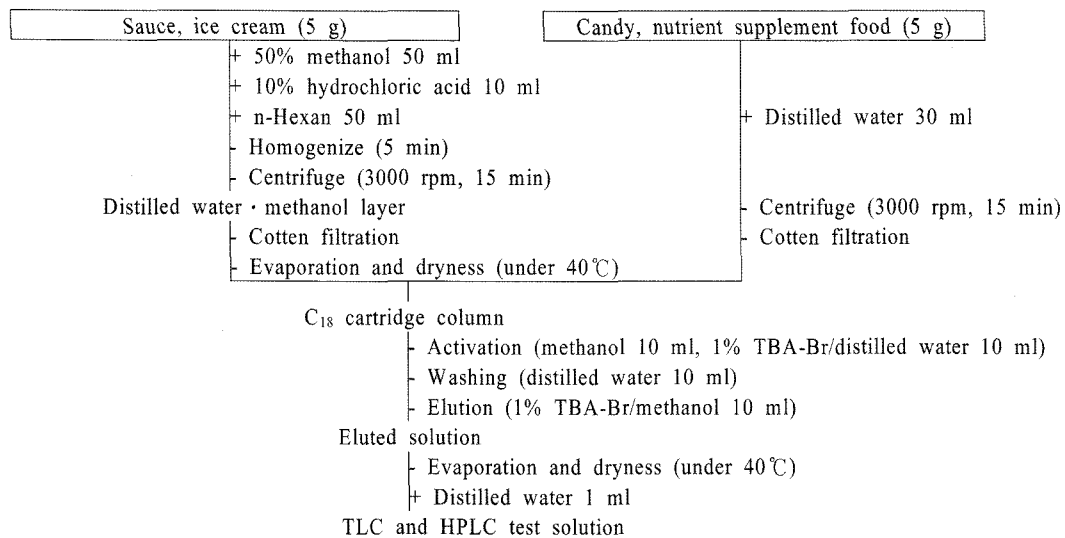 Sauce, ice cream (5 g)
Candy, nutrient supplement food (5 g)
+ 50% methanol 50 ml
+ 10% hydrochloric acid 10 ml
+ n-Hexan 50 ml
+ Distilled water 30 ml
- Homogenize (5 min)
- Centrifuge (3000 rpm, 15 min)
Distilled water · methanol layer
- Centrifuge (3000 rpm, 15 min)
- Cotten filtration
- Cotten filtration
- Evaporation and dryness (under 40℃)
C₁₈ cartridge column
- Activation (methanol 10 ml, 1% TBA-Br/distilled water 10 ml)
- Washing (distilled water 10 ml)
- Elution (1% TBA-Br/methanol 10 ml)
Eluted solution
- Evaporation and dryness (under 40℃)
+ Distilled water 1 ml
TLC and HPLC test solution